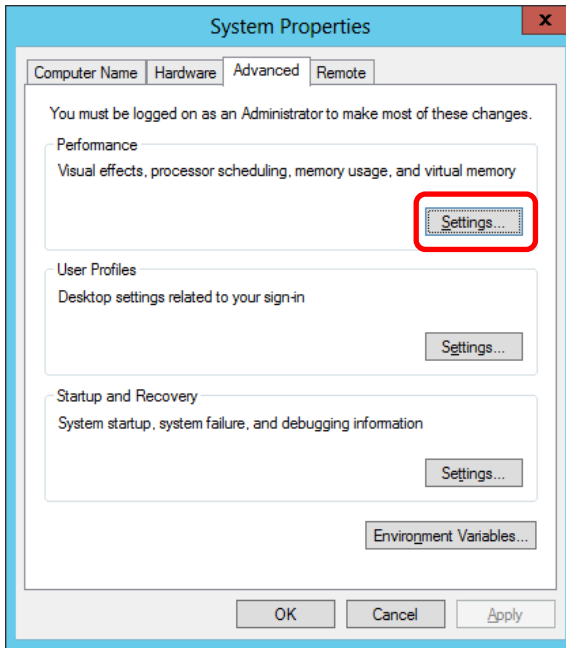 System Properties
x
Computer Name Hardware Advanced Remote
You must be logged on as an Administrator to make most of these changes.
Performance
Visual effects, processor scheduling, memory usage, and virtual memory
Settings...
User Profiles
Desktop settings related to your sign-in
Settings...
Startup and Recovery
System startup, system failure, and debugging information
Settings...
Environment Variables...
OK Cancel Apply